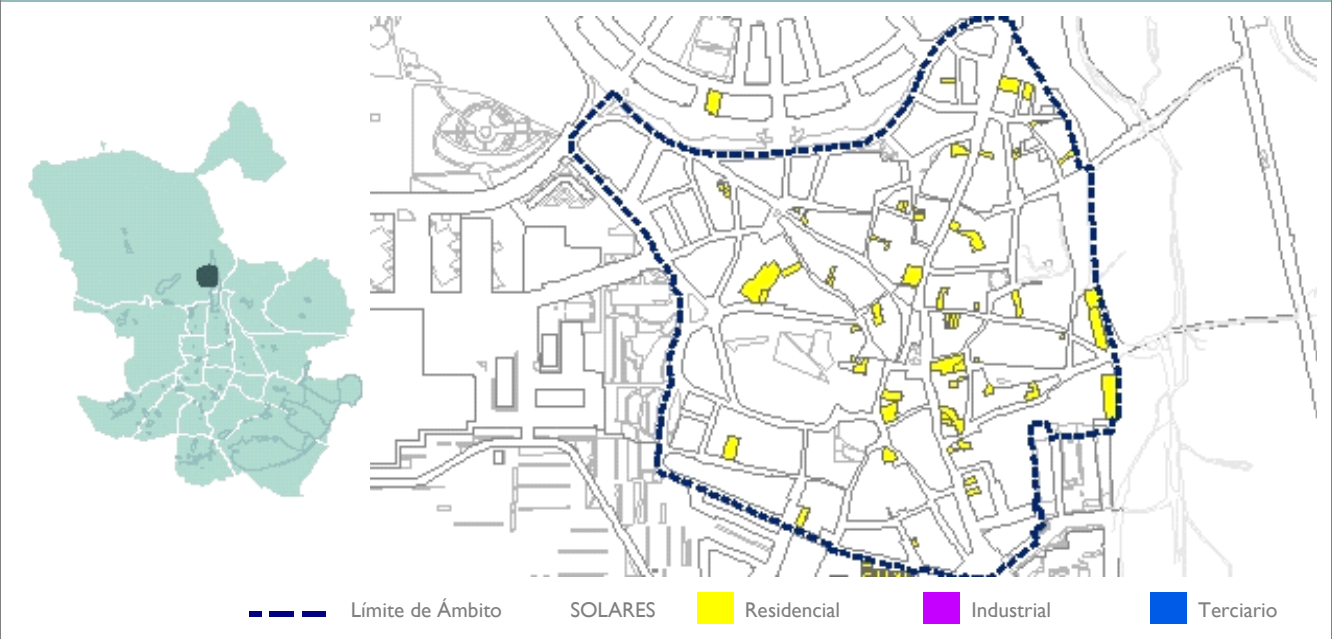 Límite de Ámbito
SOLARES
Residencial
Industrial
Terciario